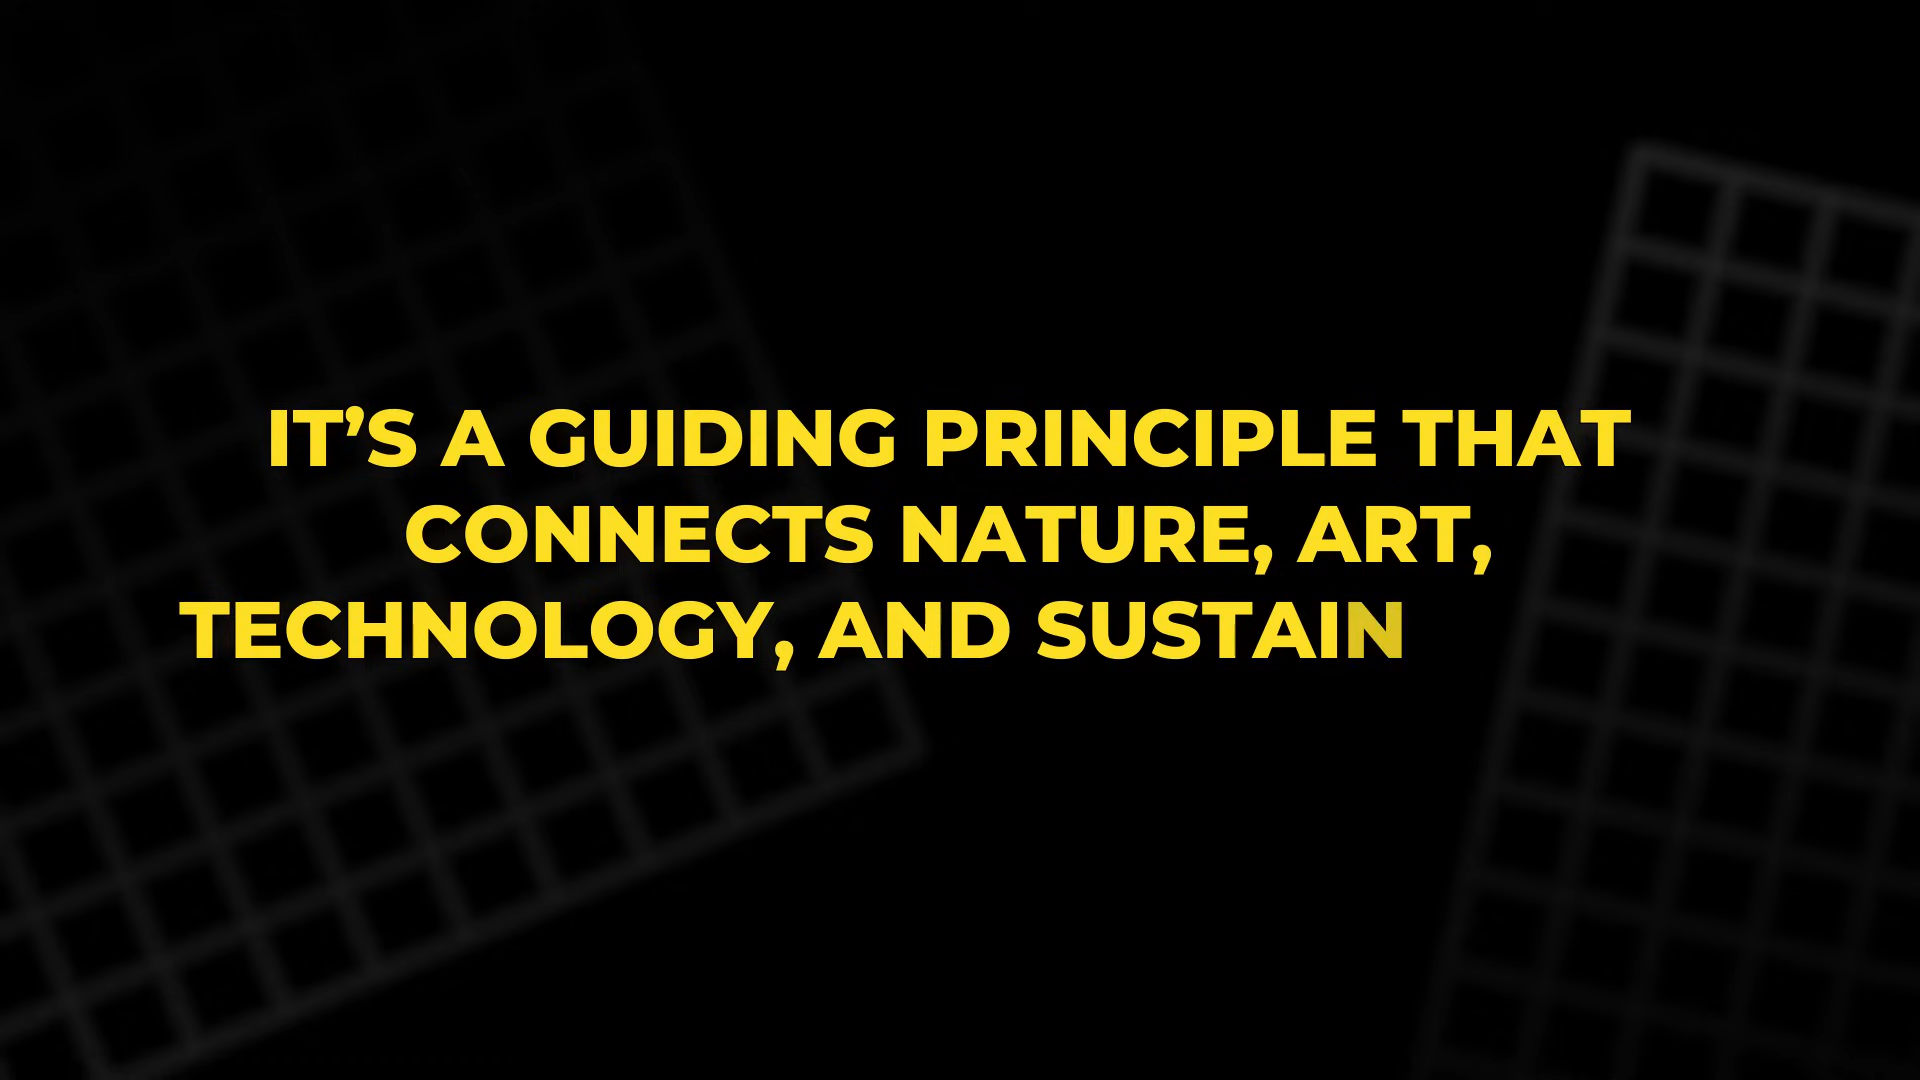 IT’S A GUIDING PRINCIPLE THAT
CONNECTS NATURE, ART,
TECHNOLOGY, AND SUSTAIN